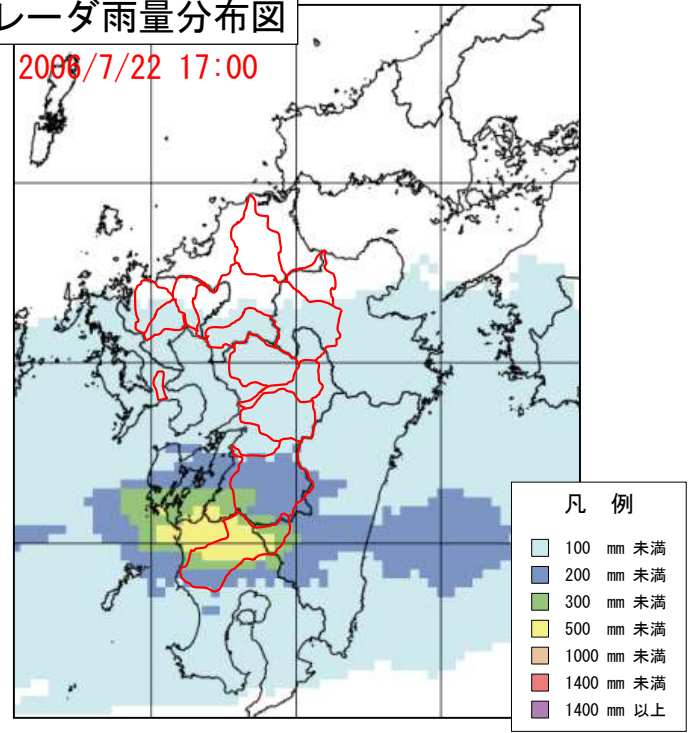 レーダ雨量分布図
2006/7/22 17:00
凡 例
100 mm 未満
200 mm 未満
300 mm 未満
500 mm 未満
1000 mm 未満
1400 mm 未満
1400 mm 以上